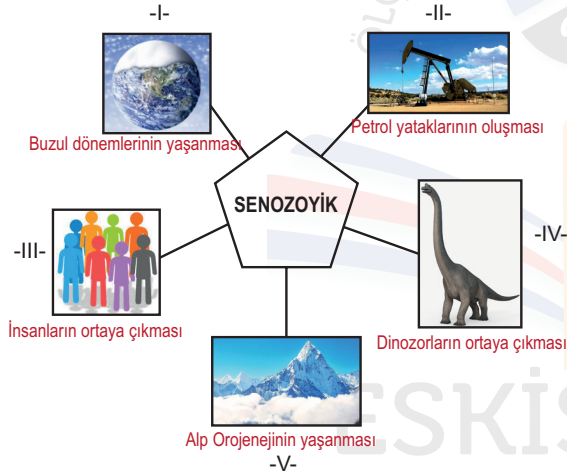 -I-
-II-
Buzul dönemlerinin yaşanması
Petrol yataklarının oluşması
SENOZOYİK
-III-
-IV-
İnsanların ortaya çıkması
Dinozorların ortaya çıkması
Alp Orojenejinin yaşanması
-V-
ESKİŞ